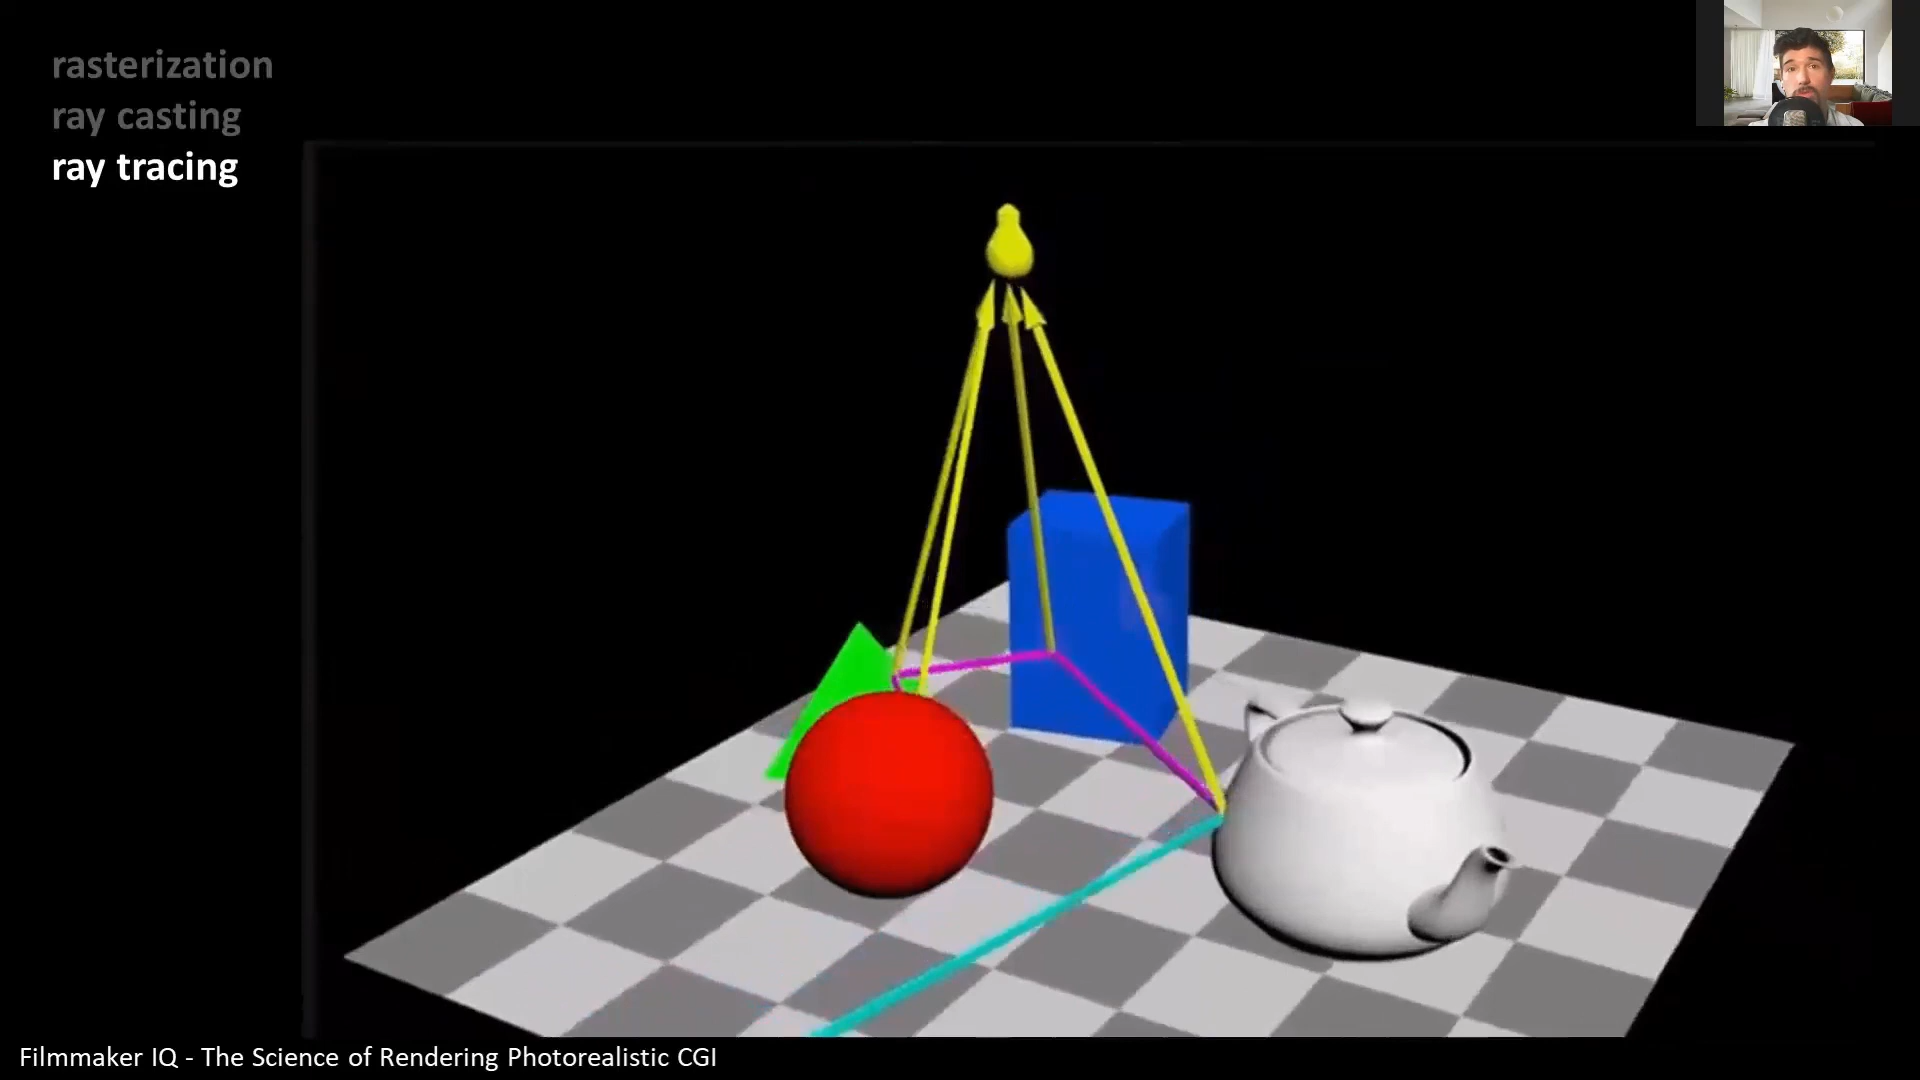 rasterization
ray casting
ray tracing
Filmmaker IQ - The Science of Rendering Photorealistic CGI